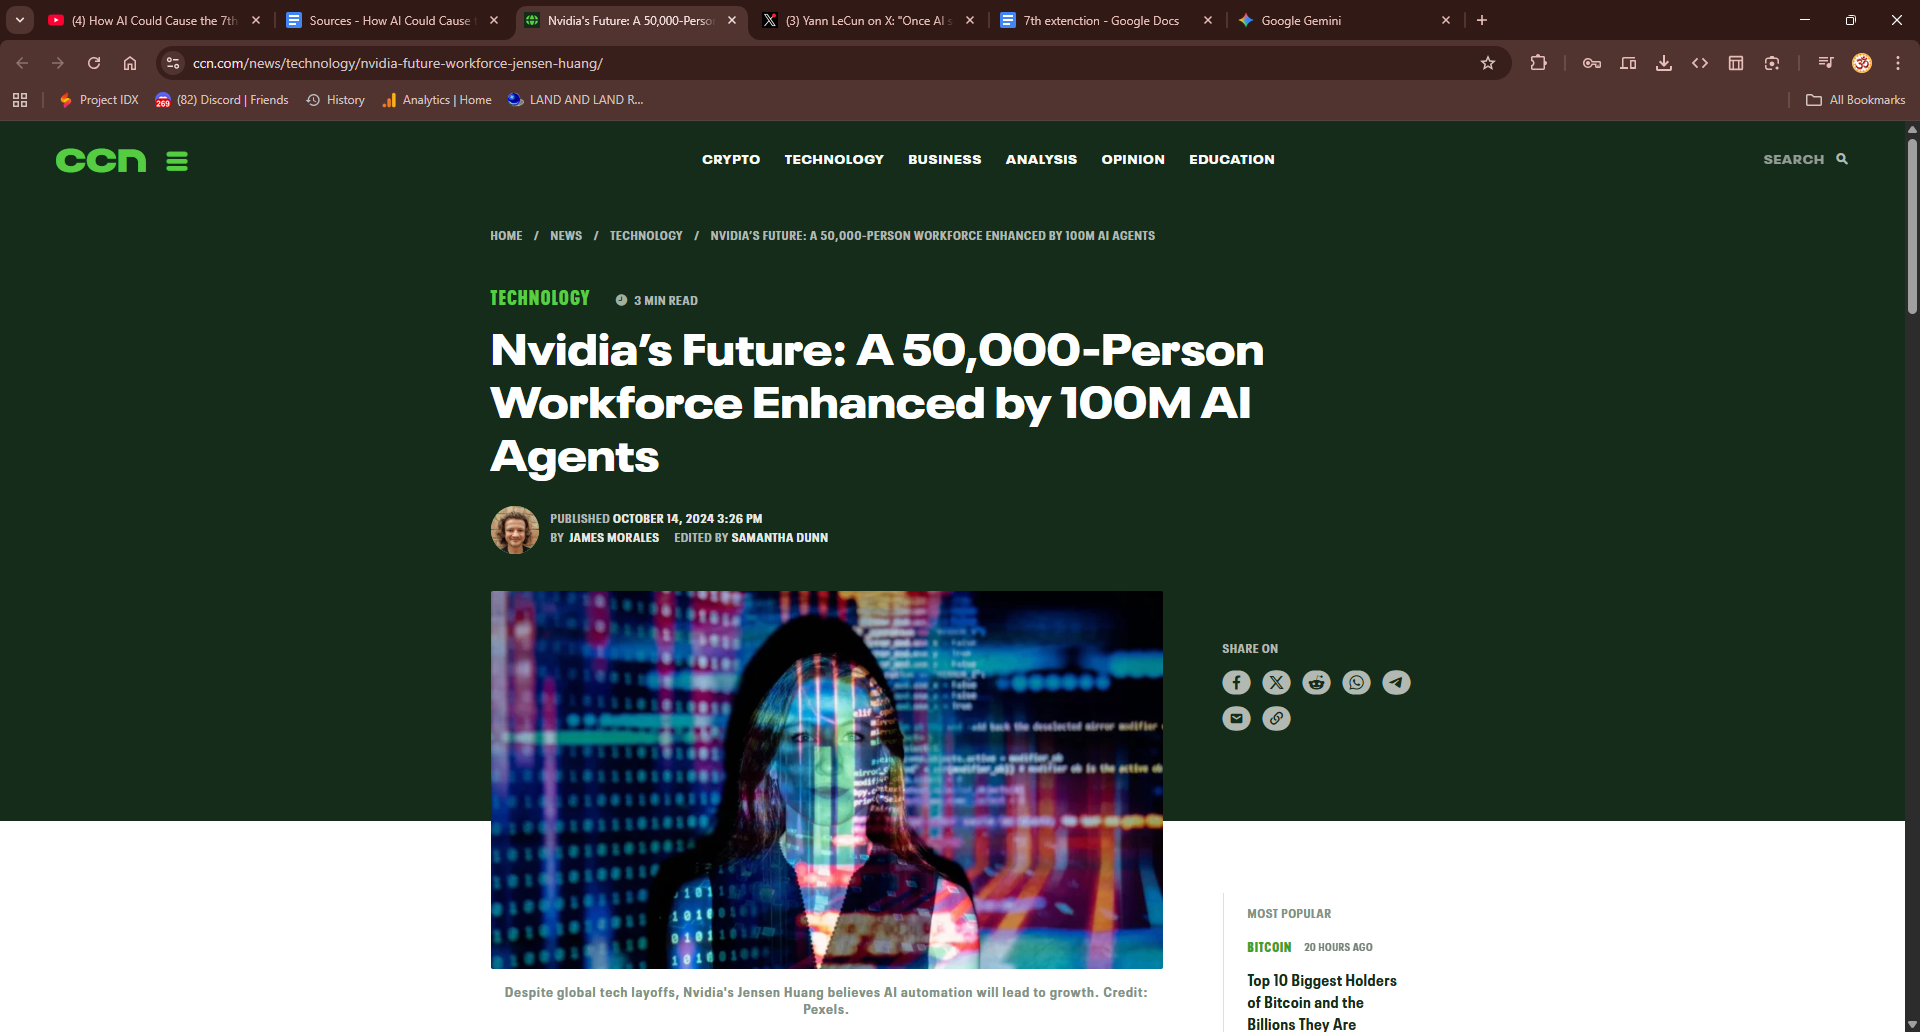 (4) How AI Could Cause the 7th
Sources - How AI Could Cause
Nvidia's Future: A 50,000-Perso
(3) Yann LeCun on X: "Once AI s
7th extenction - Google Docs
Google Gemini
ccn.com/news/technology/nvidia-future-workforce-jensen-huang/
269
Project IDX
(82) Discord | Friends
History
Analytics | Home
LAND AND LAND R...
All Bookmarks
ccn
CRYPTO
TECHNOLOGY
BUSINESS
ANALYSIS
OPINION
EDUCATION
SEARCH
HOME / NEWS / TECHNOLOGY / NVIDIA'S FUTURE: A 50,000-PERSON WORKFORCE ENHANCED BY 100M AI AGENTS
TECHNOLOGY
3 MIN READ
Nvidia's Future: A 50,000-Person
Workforce Enhanced by 100M AI
Agents
PUBLISHED OCTOBER 14, 2024 3:26 PM
BY JAMES MORALES EDITED BY SAMANTHA DUNN
SHARE ON
Despite global tech layoffs, Nvidia's Jensen Huang believes AI automation will lead to growth. Credit:
Pexels.
MOST POPULAR
BITCOIN 20 HOURS AGO
Top 10 Biggest Holders
of Bitcoin and the
Billions They Are